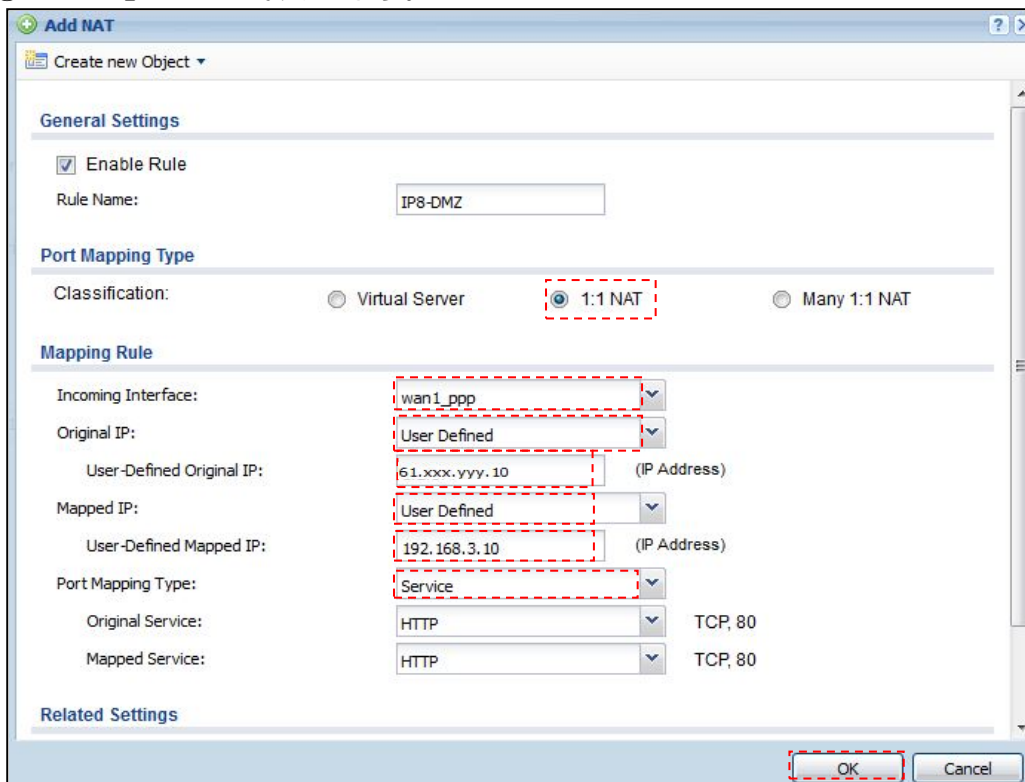 Add NAT ?
Create new Object
General Settings
Enable Rule
Rule Name: IP8-DMZ
Port Mapping Type
Classification: Virtual Server 1:1 NAT Many 1:1 NAT
Mapping Rule
Incoming Interface: wan1_ppp
Original IP: User Defined
User-Defined Original IP: 61.xxx.yyy.10 (IP Address)
Mapped IP: User Defined
User-Defined Mapped IP: 192.168.3.10 (IP Address)
Port Mapping Type: Service
Original Service: HTTP TCP, 80
Mapped Service: HTTP TCP, 80
Related Settings
OK Cancel